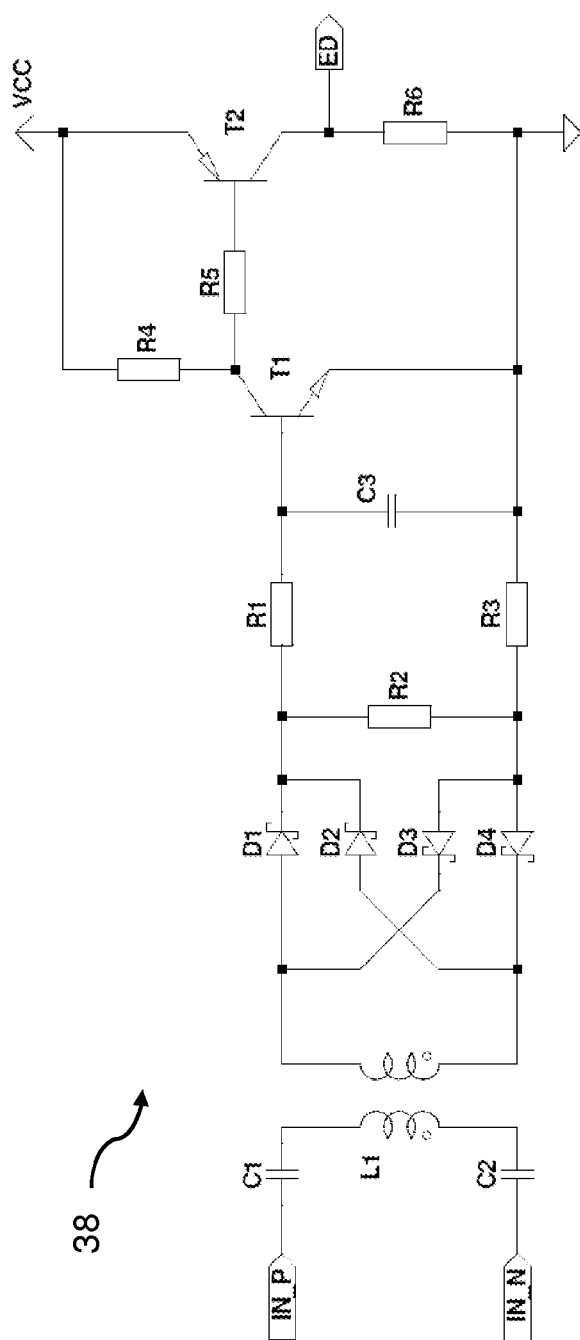 38
IN_P
IN_N
C1
L1
C2
D1
D2
D3
D4
R2
R1
R3
C3
T1
R4
R5
T2
VCC
ED
R6